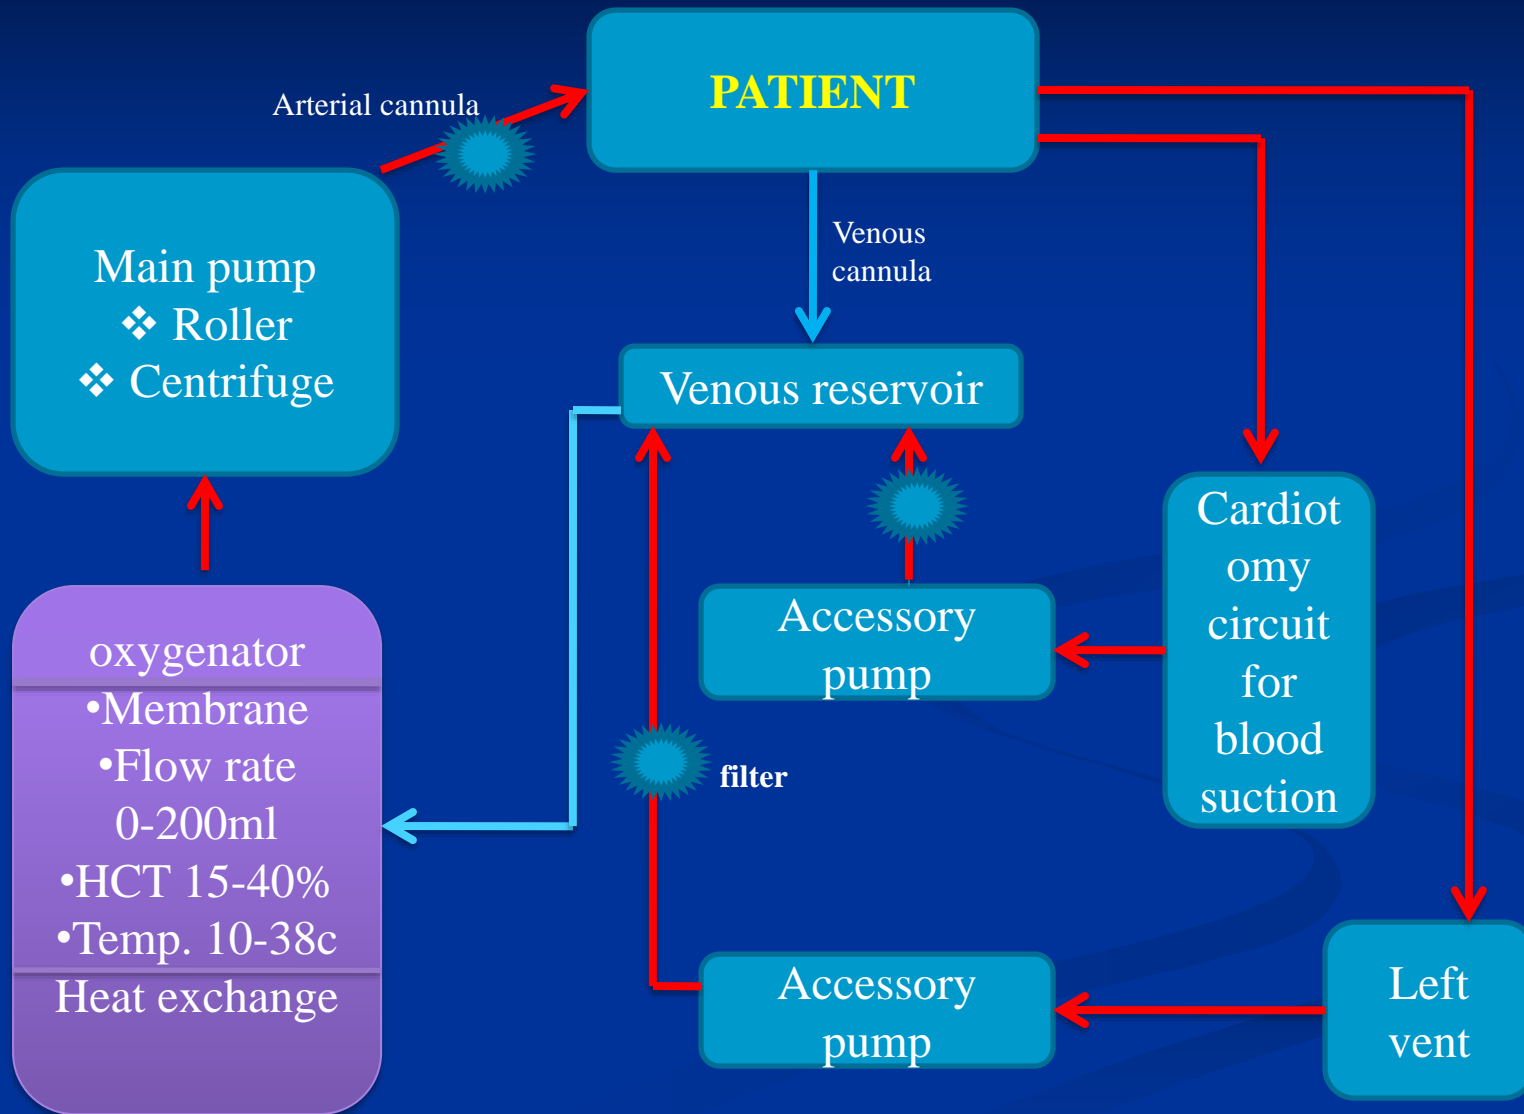 PATIENT
Arterial cannula
Main pump
❖ Roller
❖ Centrifuge
Venous
cannula
Venous reservoir
Cardiot
omy
circuit
for
blood
suction
Accessory
pump
oxygenator
•Membrane
•Flow rate
0-200ml
•HCT 15-40%
•Temp. 10-38c
Heat exchange
filter
Accessory
pump
Left
vent